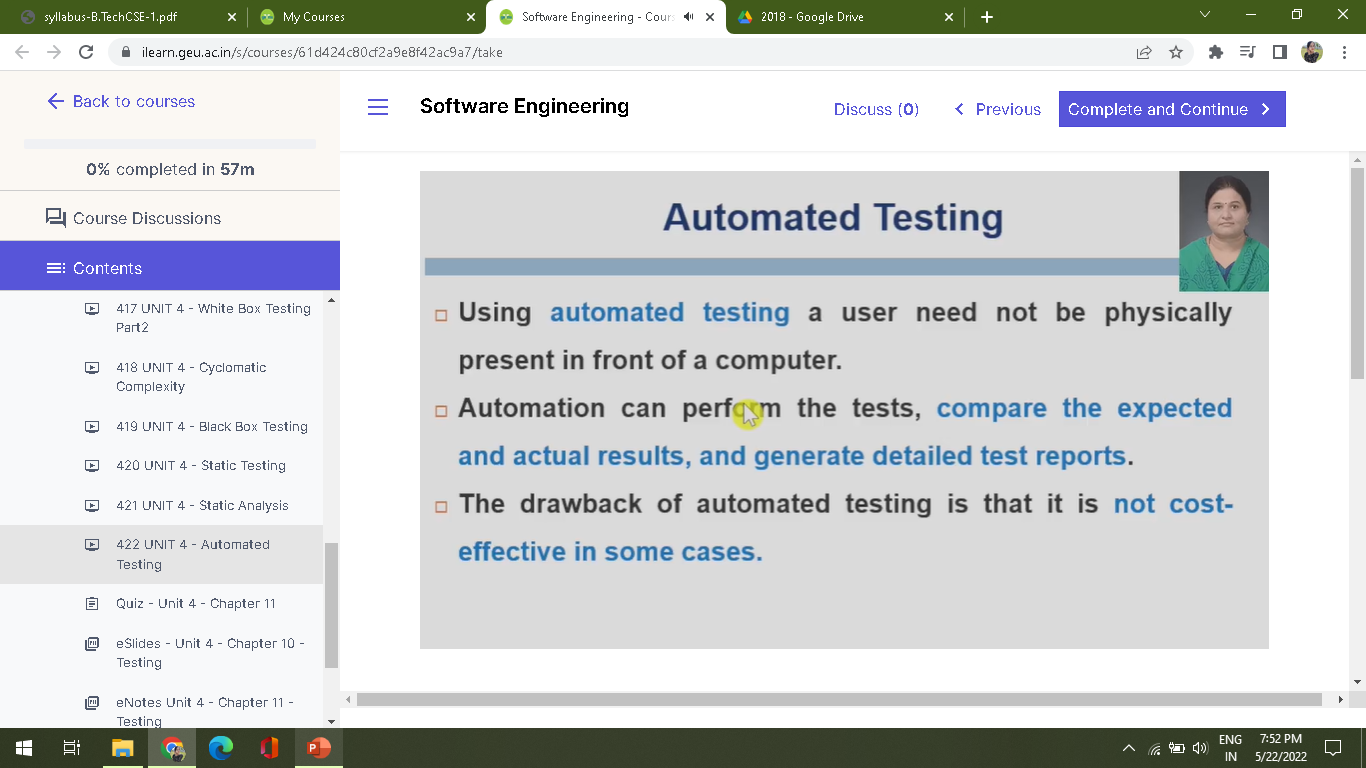 syllabus-B.TechCSE-1.pdf
My Courses
Software Engineering - Cours
2018 - Google Drive
ilearn.geu.ac.in/s/courses/61d424c80cf2a9e8f42ac9a7/take
Back to courses
0% completed in 57m
Course Discussions
Contents
417 UNIT 4 - White Box Testing
Part2
418 UNIT 4 - Cyclomatic
Complexity
419 UNIT 4 - Black Box Testing
420 UNIT 4 - Static Testing
421 UNIT 4 - Static Analysis
422 UNIT 4 - Automated
Testing
Quiz - Unit 4 - Chapter 11
eSlides - Unit 4 - Chapter 10 -
Testing
eNotes Unit 4 - Chapter 11 -
Testing
Software Engineering
Discuss (0)
Previous
Complete and Continue
Automated Testing
Using automated testing a user need not be physically
present in front of a computer.
Automation can perform the tests, compare the expected
and actual results, and generate detailed test reports.
The drawback of automated testing is that it is not cost-
effective in some cases.
ENG
IN
7:52 PM
5/22/2022